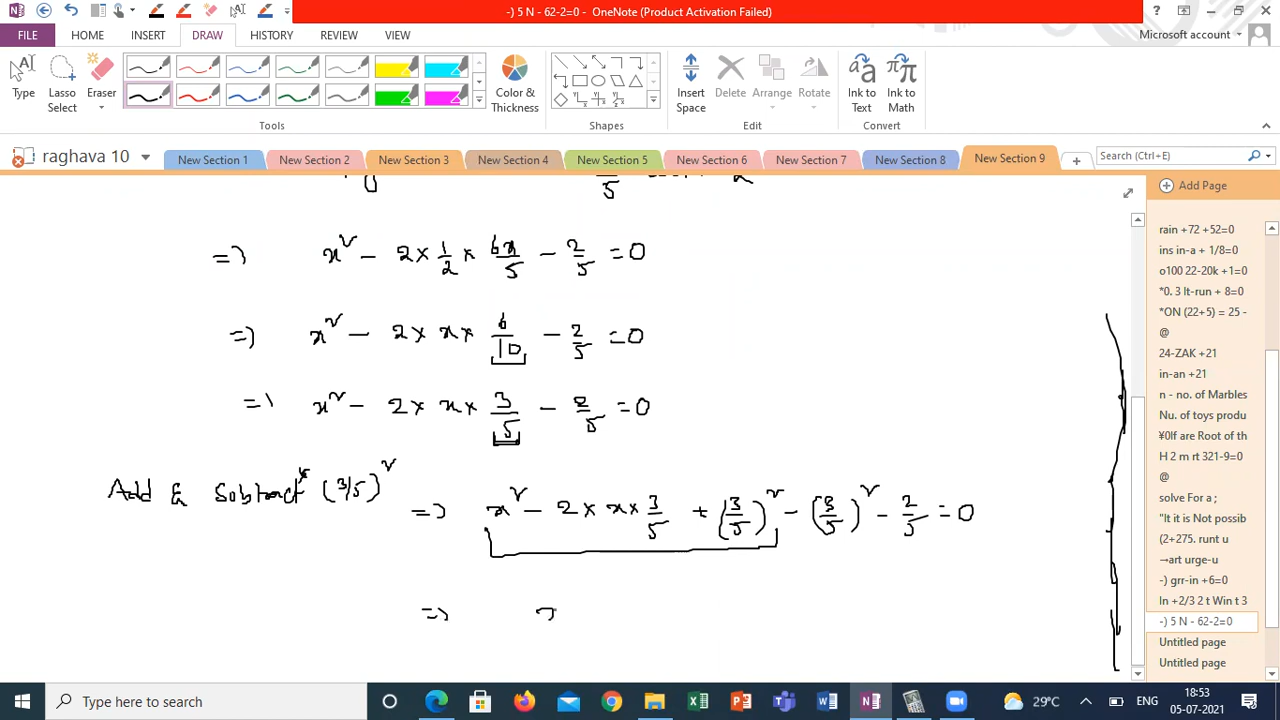 -) 5 N - 62-2=0 - OneNote (Product Activation Failed)
FILE HOME INSERT DRAW HISTORY REVIEW VIEW Microsoft account
Type Lasso Select Eraser Color & Thickness Insert Space Delete Arrange Rotate Ink to Text Ink to Math
Tools Shapes Edit Convert
raghava 10 New Section 1 New Section 2 New Section 3 New Section 4 New Section 5 New Section 6 New Section 7 New Section 8 New Section 9 Search (Ctrl+E)
Add Page
rain +72 +52=0
ins in-a + 1/8=0
o100 22-20k +1=0
*0. 3 lt-run + 8=0
*ON (22+5) = 25 -
@
24-ZAK +21
in-an +21
n - no. of Marbles
Nu. of toys produ
¥0lf are Root of th
H 2 m rt 321-9=0
@
solve For a ;
"It it is Not possib
(2+275. runt u
→art urge-u
-) grr-in +6=0
In +2/3 2 t Win t 3
-) 5 N - 62-2=0
Untitled page
Untitled page
=> x² - 2 × 1/2 × 6x/5 - 2/5 = 0
=> x² - 2 × x × 6/10 - 2/5 = 0
=> x² - 2 × x × 3/5 - 2/5 = 0
Add & Subtract (3/5)²
=> x² - 2 × x × 3/5 + (3/5)² - (3/5)² - 2/5 = 0
=>
Type here to search 29°C ENG 18:53
05-07-2021